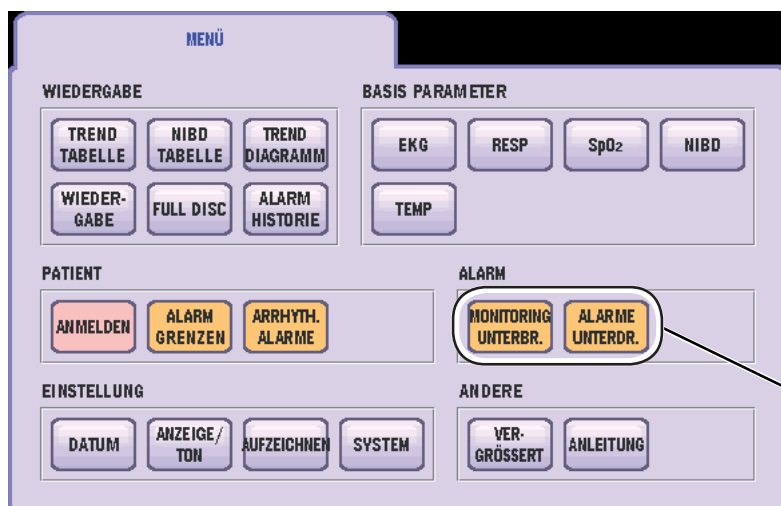 MENÜ
WIEDERGABE
TREND
TABELLE
NIBD
TABELLE
TREND
DIAGRAMM
WIEDER-
GABE
FULL DISC
ALARM
HISTORIE
BASIS PARAMETER
EKG
RESP
SpO₂
NIBD
TEMP
PATIENT
ANMELDEN
ALARM
GRENZEN
ARRHYTH.
ALARME
ALARM
MONITORING
UNTERBR.
ALARME
UNTERDR.
EINSTELLUNG
DATUM
ANZEIGE/
TON
AUFZEICHNEN
SYSTEM
ANDERE
VER-
GRÖSSERT
ANLEITUNG